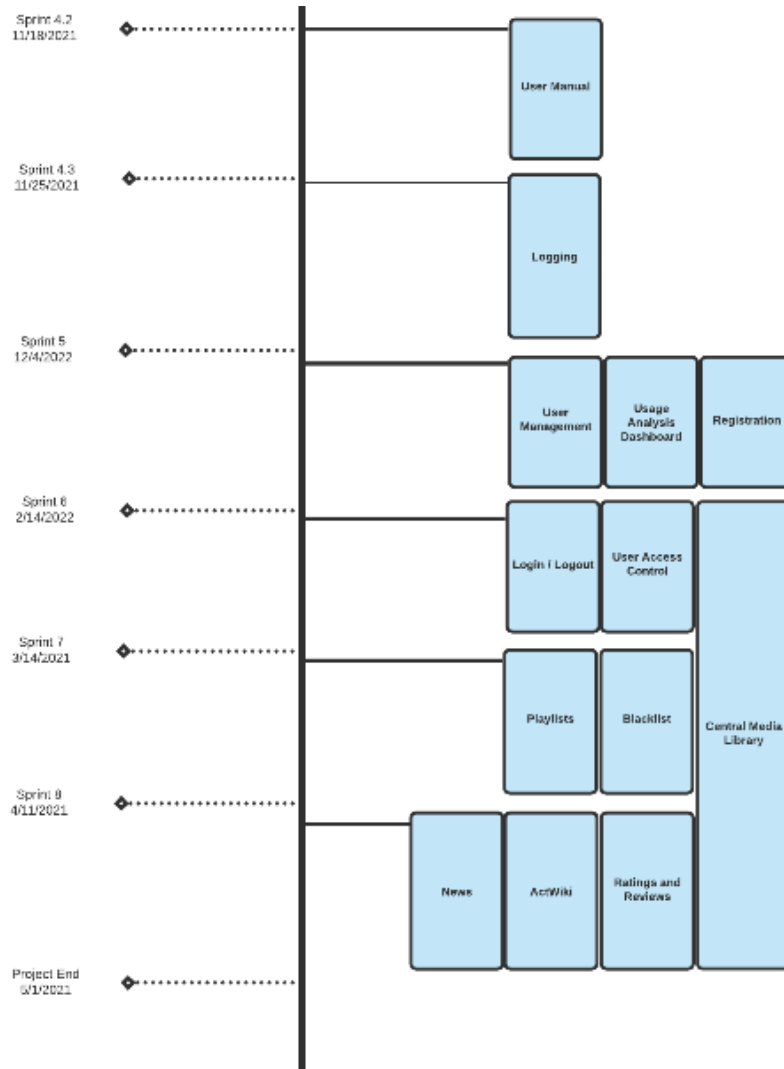 Sprint 4.2
11/18/2021
User Manual
Sprint 4.3
11/25/2021
Logging
Sprint 5
12/4/2022
User
Management
Usage
Analysis
Dashboard
Registration
Sprint 6
2/14/2022
Login / Logout
User Access
Control
Central Media
Library
Sprint 7
3/14/2021
Playlists
Blacklist
Sprint 8
4/11/2021
News
ActWiki
Ratings and
Reviews
Project End
5/1/2021